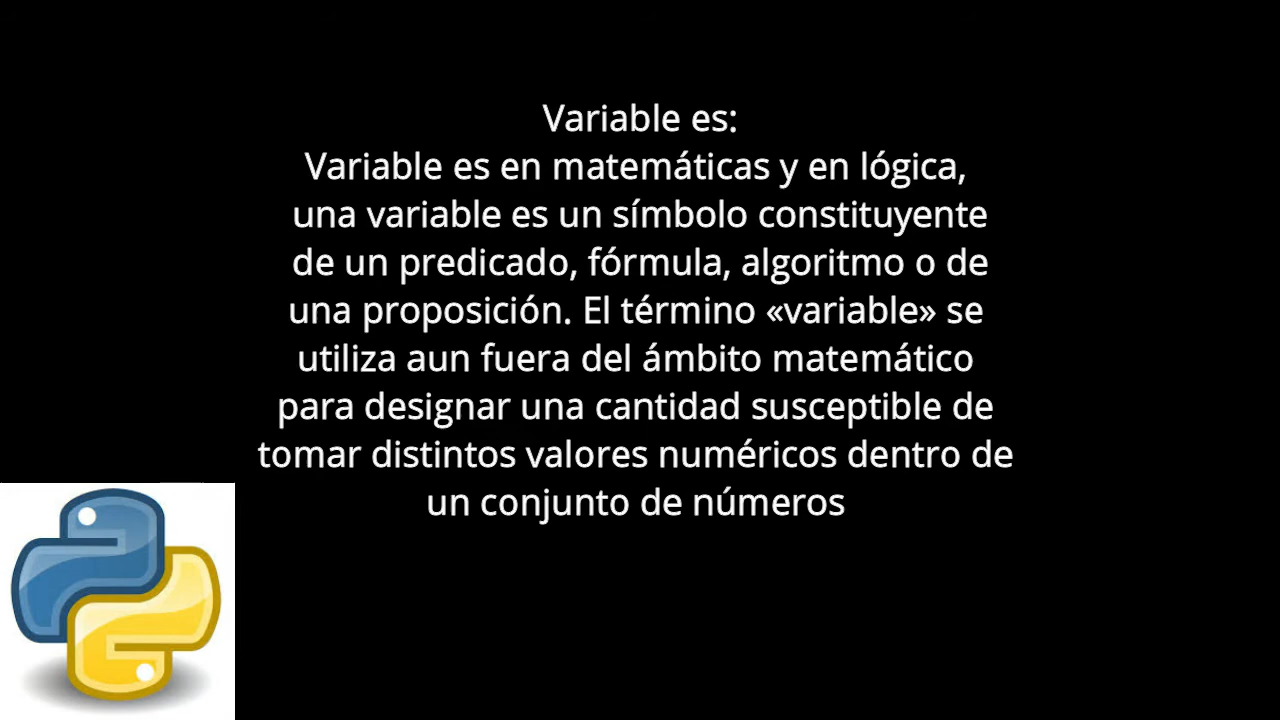 Variable es:
Variable es en matemáticas y en lógica,
una variable es un símbolo constituyente
de un predicado, fórmula, algoritmo o de
una proposición. El término «variable» se
utiliza aun fuera del ámbito matemático
para designar una cantidad susceptible de
tomar distintos valores numéricos dentro de
un conjunto de números